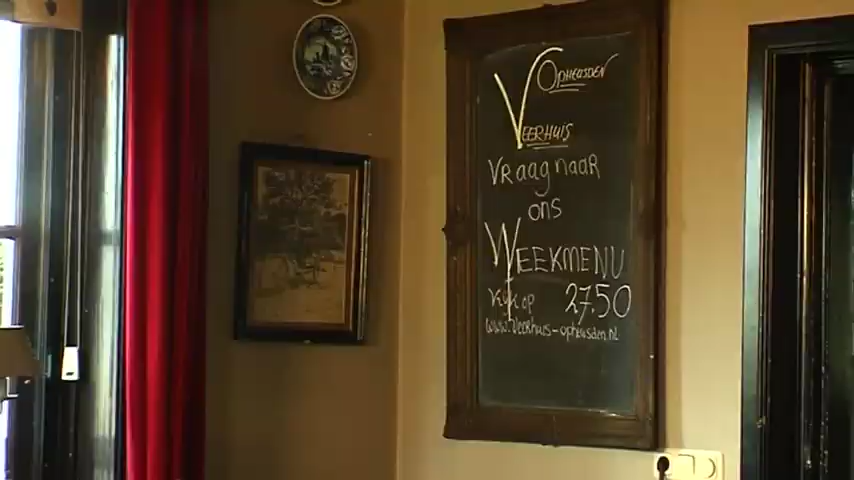 OPHEUSDEN
VEERHUIS
VRAAG NAAR
ONS
WEEKMENU
Kijk op 27.50
www.Veerhuis-opheusden.nl